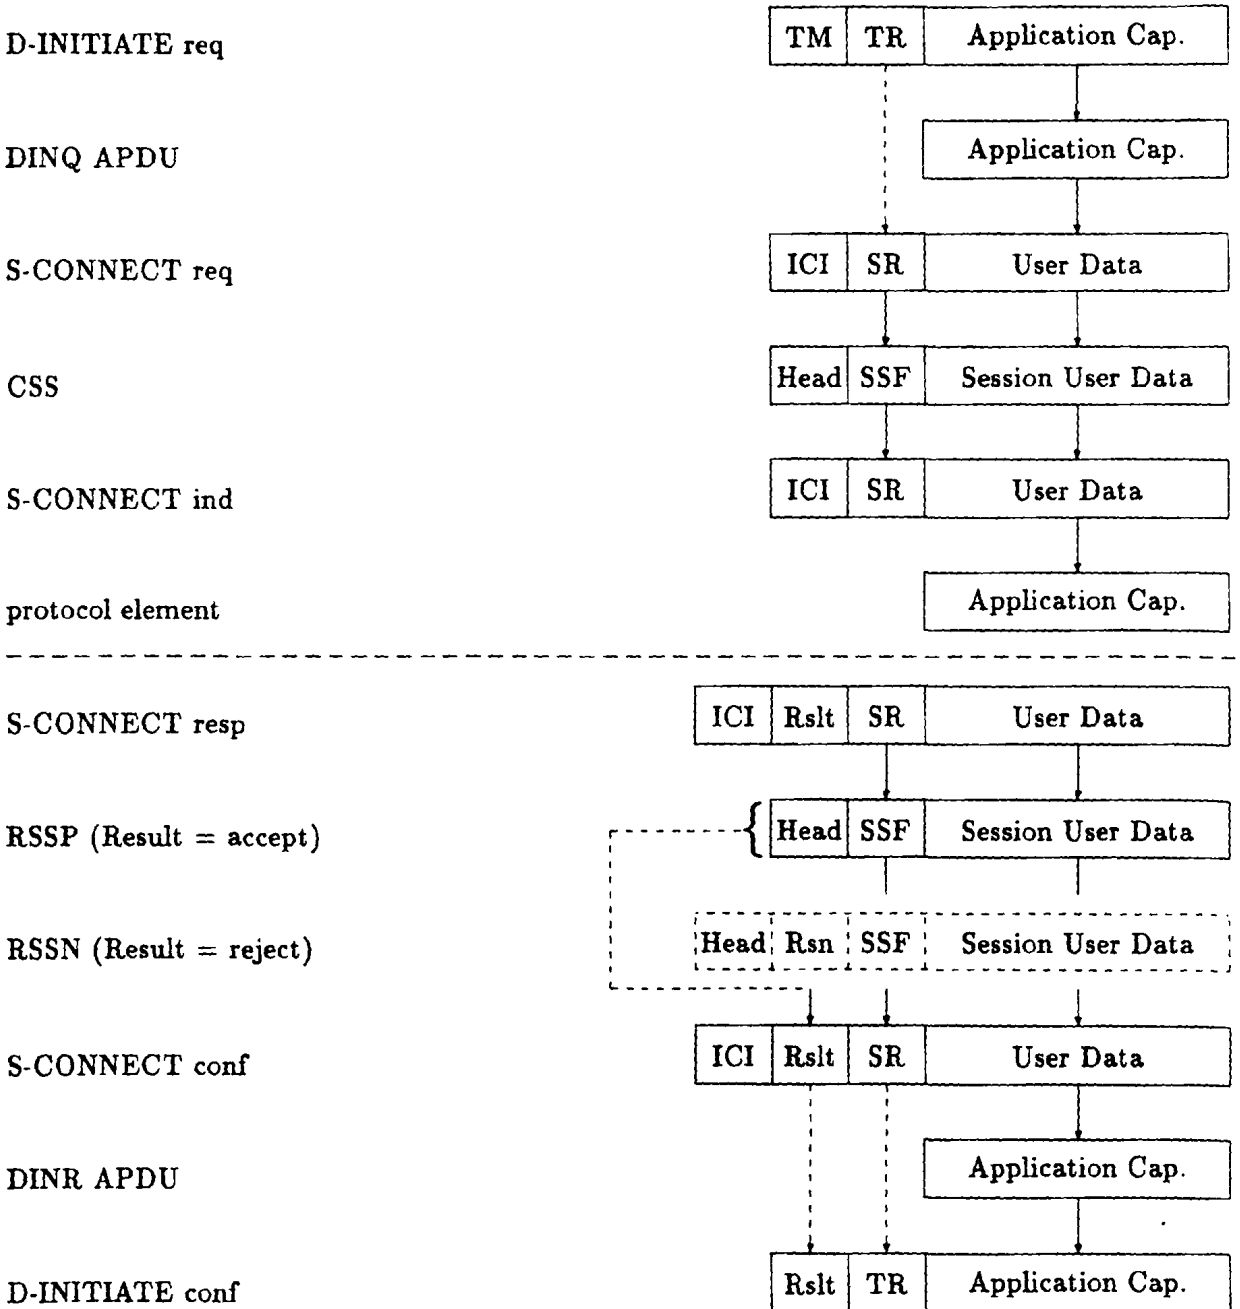 D-INITIATE req TM TR Application Cap.
DINQ APDU Application Cap.
S-CONNECT req ICI SR User Data
CSS Head SSF Session User Data
S-CONNECT ind ICI SR User Data
protocol element Application Cap.
S-CONNECT resp ICI Rslt SR User Data
RSSP (Result = accept) { Head SSF Session User Data
RSSN (Result = reject) Head Rsn SSF Session User Data
S-CONNECT conf ICI Rslt SR User Data
DINR APDU Application Cap.
D-INITIATE conf Rslt TR Application Cap.